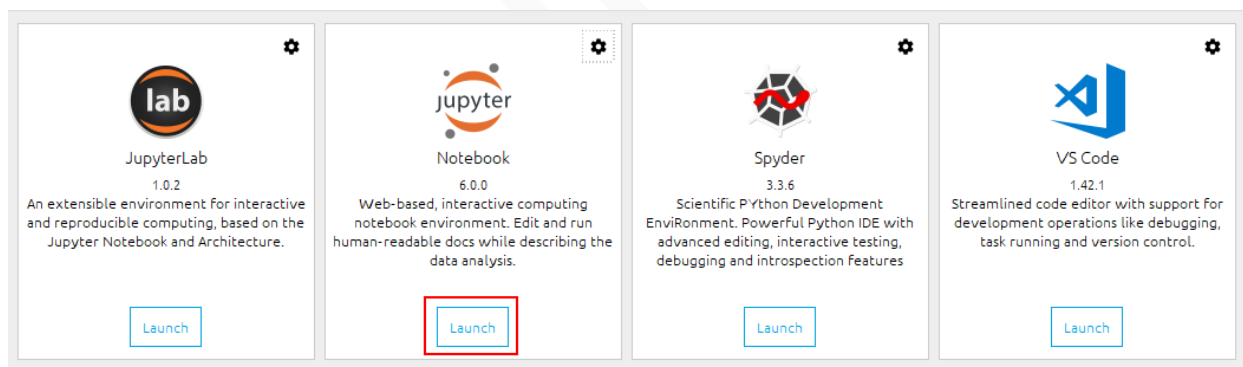 lab
JupyterLab
1.0.2
An extensible environment for interactive
and reproducible computing, based on the
Jupyter Notebook and Architecture.
Launch
jupyter
Notebook
6.0.0
Web-based, interactive computing
notebook environment. Edit and run
human-readable docs while describing the
data analysis.
Launch
Spyder
3.3.6
Scientific PYthon Development
EnviRonment. Powerful Python IDE with
advanced editing, interactive testing,
debugging and introspection features
Launch
VS Code
1.42.1
Streamlined code editor with support for
development operations like debugging,
task running and version control.
Launch